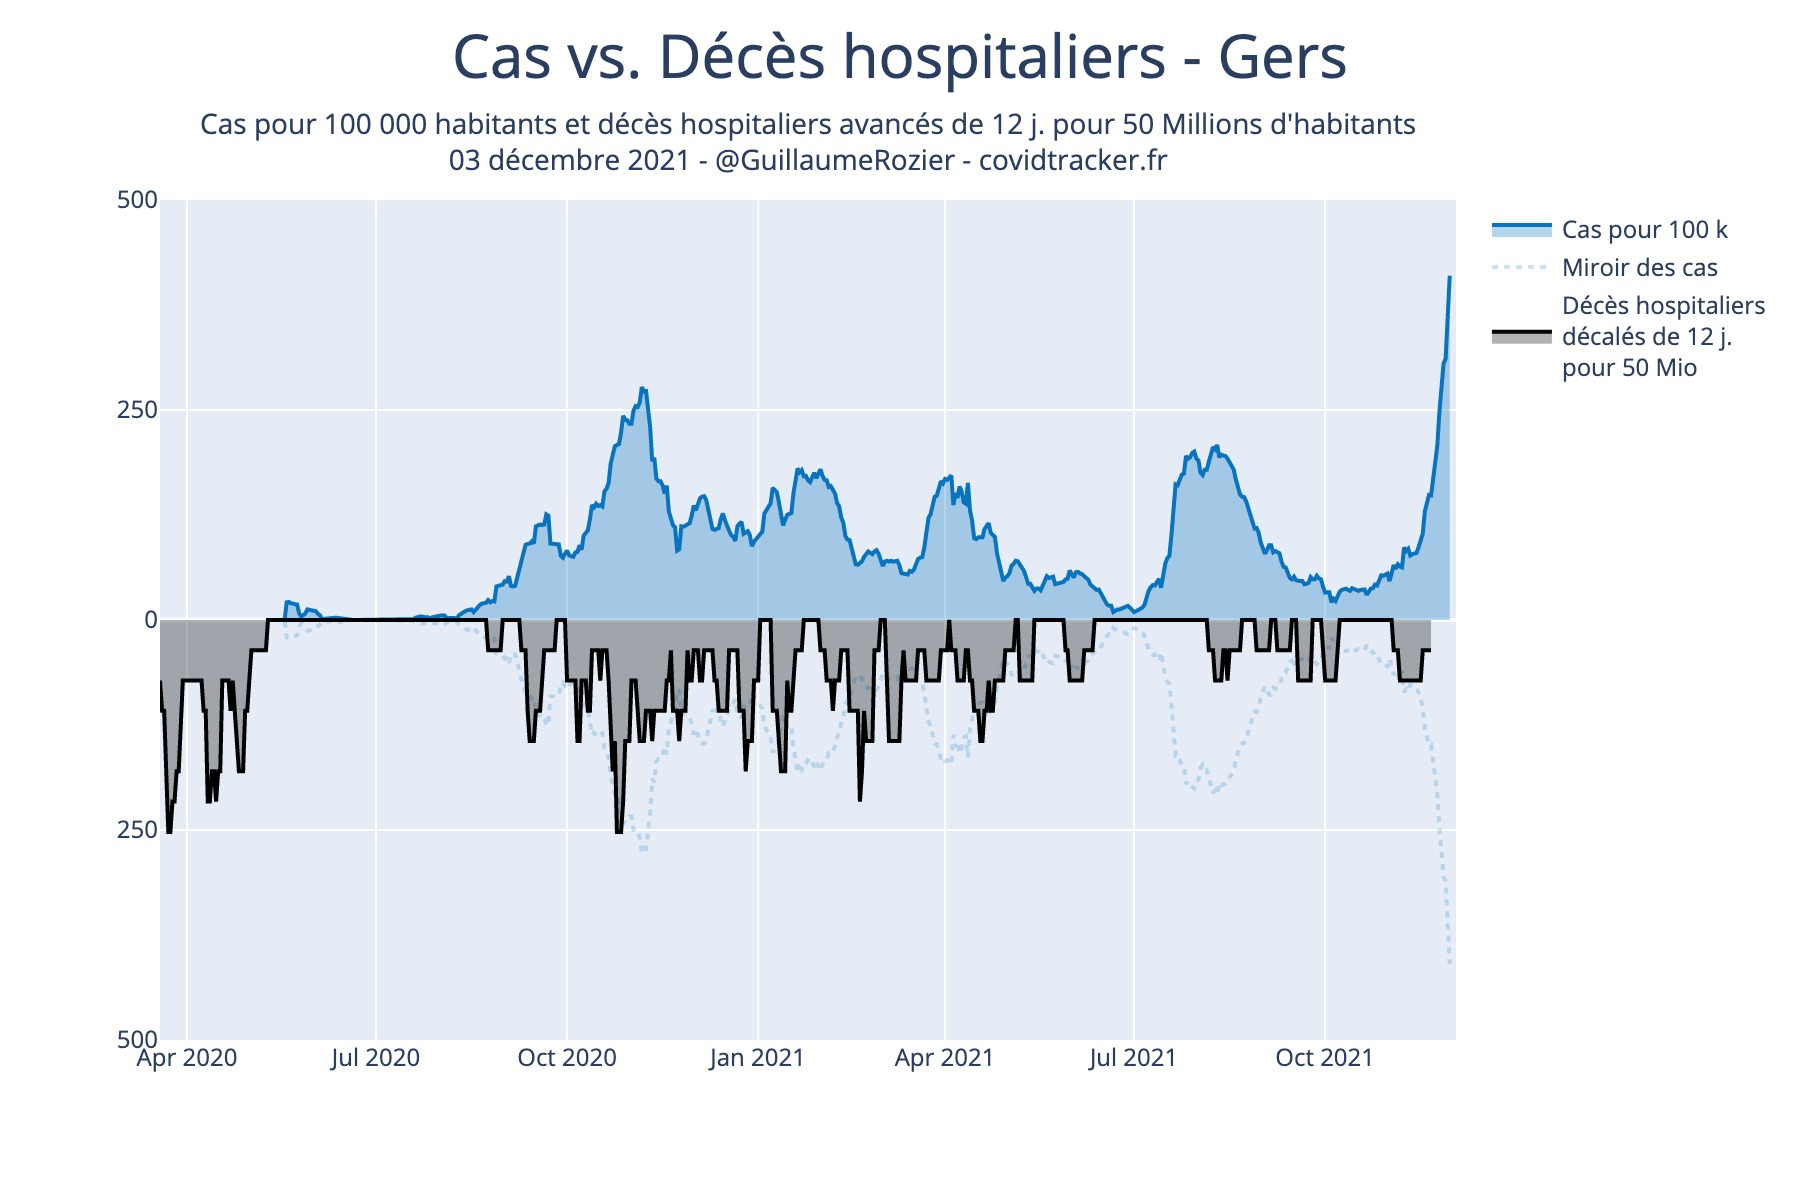 Cas vs. Décès hospitaliers - Gers
Cas pour 100 000 habitants et décès hospitaliers avancés de 12 j. pour 50 Millions d'habitants
03 décembre 2021 - @GuillaumeRozier - covidtracker.fr
500
250
0
250
500
Apr 2020
Jul 2020
Oct 2020
Jan 2021
Apr 2021
Jul 2021
Oct 2021
Cas pour 100 k
Miroir des cas
Décès hospitaliers
décalés de 12 j.
pour 50 Mio